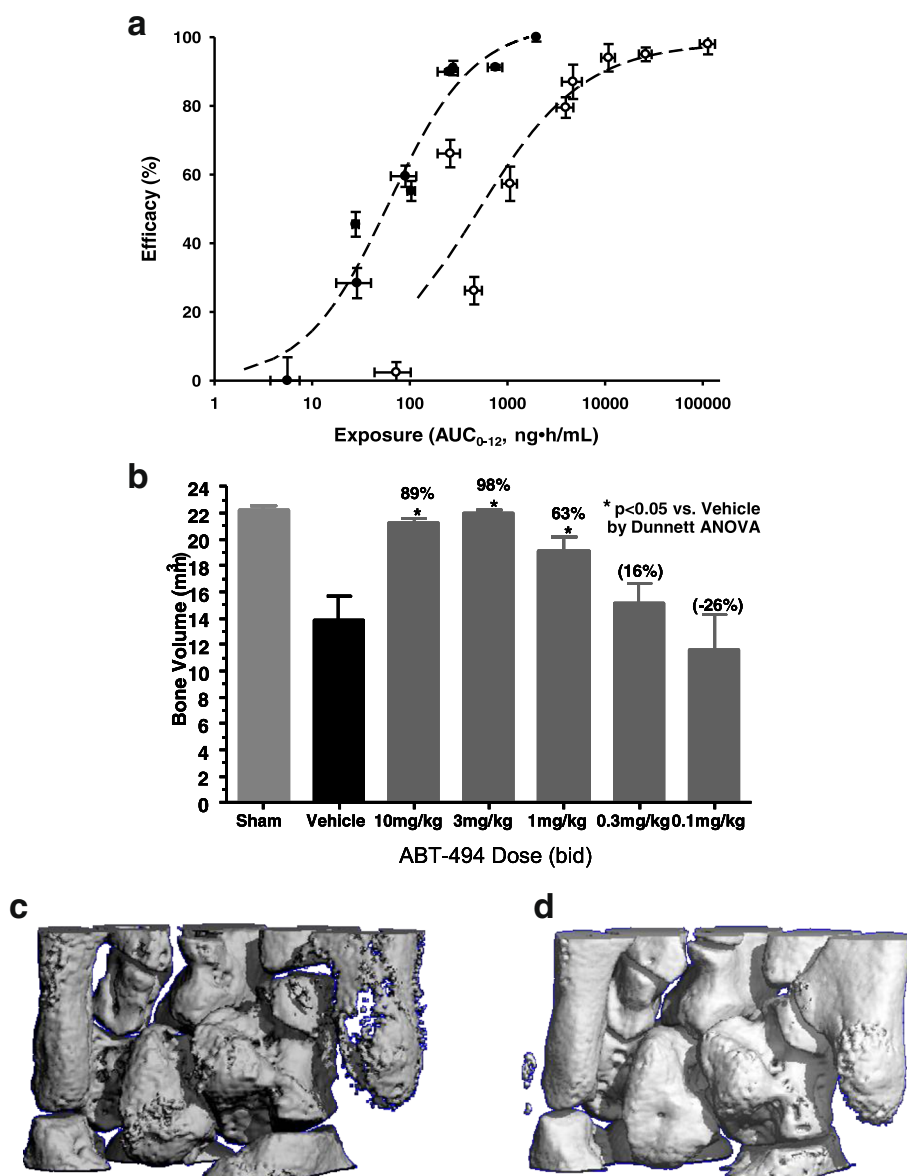 a
100
80
60
40
20
0
Efficacy (%)
1 10 100 1000 10000 100000
Exposure (AUC0-12, ng•h/mL)
b
24
22
20
18
16
14
12
10
8
6
4
2
0
Bone Volume (mm3)
89%
*
98%
*
63%
*
(16%)
(-26%)
* p<0.05 vs. Vehicle
by Dunnett ANOVA
Sham Vehicle 10mg/kg 3mg/kg 1mg/kg 0.3mg/kg 0.1mg/kg
ABT-494 Dose (bid)
c
d